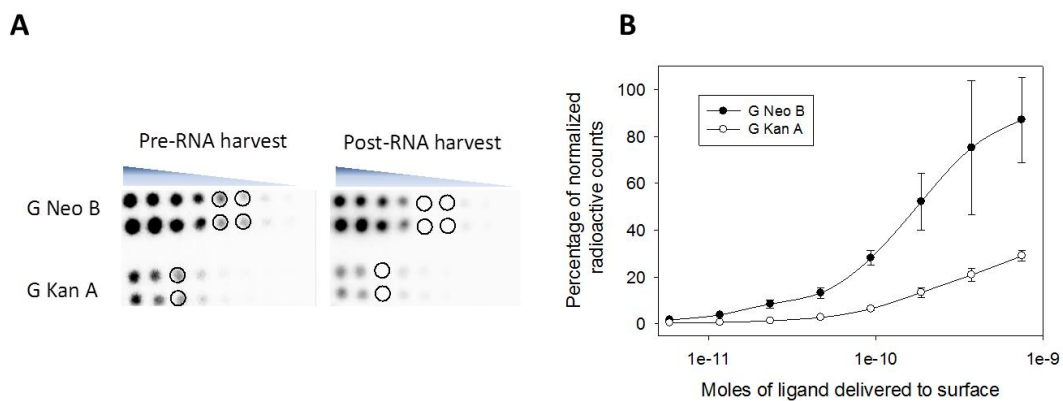 A
Pre-RNA harvest
Post-RNA harvest
G Neo B
G Kan A
B
Percentage of normalized
radioactive counts
100
80
60
40
20
0
G Neo B
G Kan A
1e-11
1e-10
1e-9
Moles of ligand delivered to surface